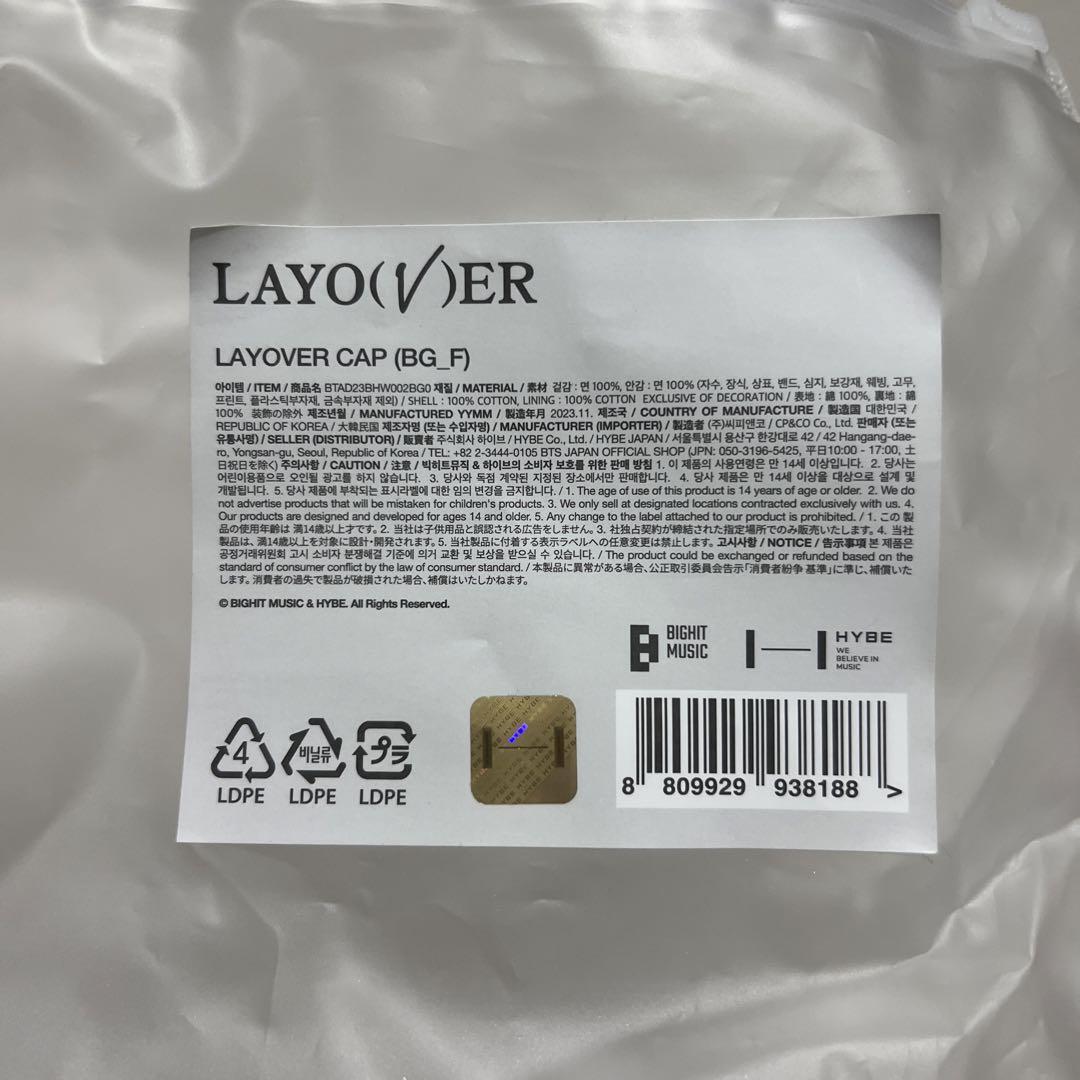 LAYO(V)ER
LAYOVER CAP (BG_F)
아이템 / ITEM / 商品名 BTAD23BHW002BG0 재질 / MATERIAL / 素材 겉감 : 면 100%, 안감 : 면 100% (자수, 장식, 상표, 밴드, 심지, 보강재, 웨빙, 고무,
프린트, 플라스틱부자재, 금속부자재 제외) / SHELL : 100% COTTON, LINING : 100% COTTON EXCLUSIVE OF DECORATION / 表地 : 綿 100%, 裏地 : 綿
100% 装飾の除外 제조년월 / MANUFACTURED YYMM / 製造年月 2023.11. 제조국 / COUNTRY OF MANUFACTURE / 製造国 대한민국 /
REPUBLIC OF KOREA / 大韓民国 제조자명 (또는 수입자명) / MANUFACTURER (IMPORTER) / 製造者 (주)씨피앤코 / CP&CO Co., Ltd. 판매자 (또는
유통사명) / SELLER (DISTRIBUTOR) / 販賣者 주식회사 하이브 / HYBE Co., Ltd. / HYBE JAPAN / 서울특별시 용산구 한강대로 42 / 42 Hangang-dae-
ro, Yongsan-gu, Seoul, Republic of Korea / TEL: +82 2-3444-0105 BTS JAPAN OFFICIAL SHOP (JPN: 050-3196-5425, 平日10:00 - 17:00, 土
日祝日を除く) 주의사항 / CAUTION / 注意 / 빅히트뮤직 & 하이브의 소비자 보호를 위한 판매 방침 1. 이 제품의 사용연령은 만 14세 이상입니다. 2. 당사는
어린이용품으로 오인될 광고를 하지 않습니다. 3. 당사와 독점 계약된 지정된 장소에서만 판매합니다. 4. 당사 제품은 만 14세 이상을 대상으로 설계 및
개발됩니다. 5. 당사 제품에 부착되는 표시라벨에 대한 임의 변경을 금지합니다. / 1. The age of use of this product is 14 years of age or older. 2. We do
not advertise products that will be mistaken for children's products. 3. We only sell at designated locations contracted exclusively with us. 4.
Our products are designed and developed for ages 14 and older. 5. Any change to the label attached to our product is prohibited. / 1. この 製
品の使用年齢は 満14歳以上才です。2. 当社は子供用品と誤認される広告をしません。3. 社独占契約が締結された指定場所でのみ販売いたします。4. 当社
製品は、満14歳以上を対象に設計・開発されます。5. 当社製品に付着する表示ラベルへの任意変更は禁止します。고시사항 / NOTICE / 告示事項 본 제품은
공정거래위원회 고시 소비자 분쟁해결 기준에 의거 교환 및 보상을 받으실 수 있습니다. / The product could be exchanged or refunded based on the
standard of consumer conflict by the law of consumer standard. / 本製品に異常がある場合、公正取引委員会告示「消費者紛争 基準」に準じ、補償いた
します。消費者の過失で製品が破損された場合、補償はいたしかねます。
© BIGHIT MUSIC & HYBE. All Rights Reserved.
BIGHIT
MUSIC
HYBE
WE
BELIEVE IN
MUSIC
4
LDPE
비닐류
LDPE
プラ
LDPE
HYBE
8 809929 938188 >